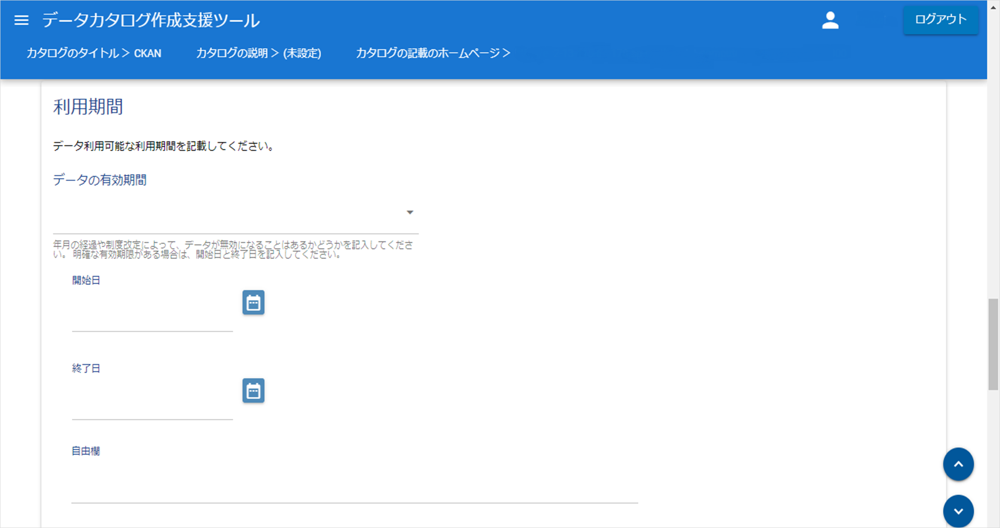 データカタログ作成支援ツール
ログアウト
カタログのタイトル > CKAN カタログの説明 > (未設定) カタログの記載のホームページ >
利用期間
データ利用可能な利用期間を記載してください。
データの有効期間
年月の経過や制度改定によって、データが無効になることはあるかどうかを記入してくださ
い。 明確な有効期限がある場合は、開始日と終了日を記入してください。
開始日
終了日
自由欄